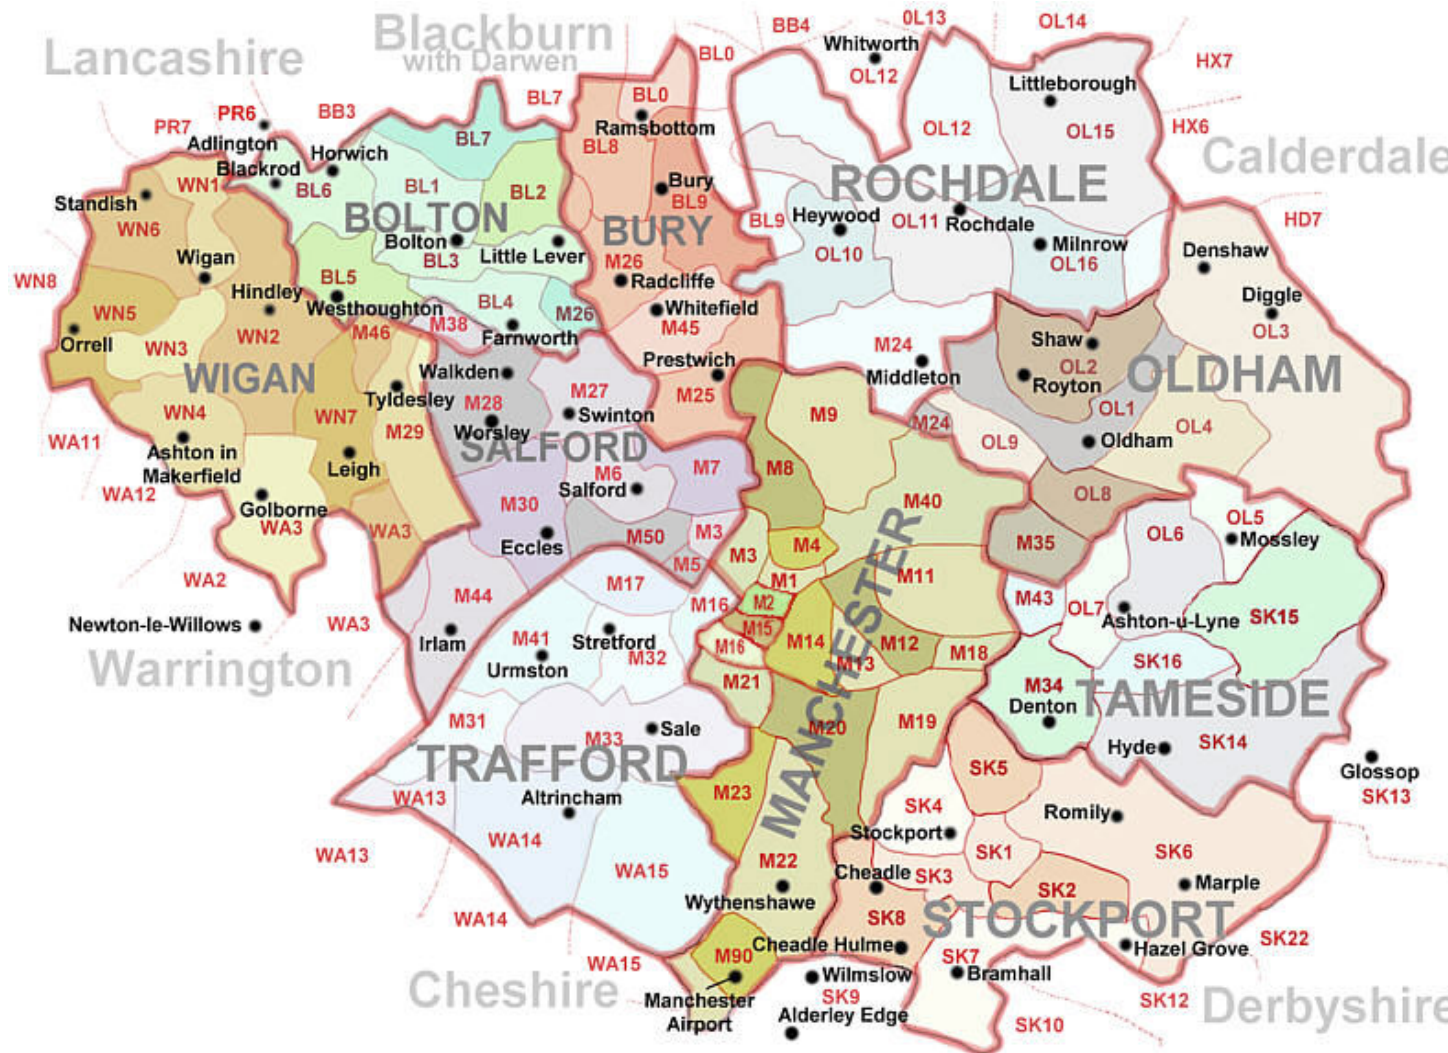 Lancashire
Blackburn
with Darwen
BL0
BB4
0L13
OL14
HX7
HX6
Calderdale
HD7
Whitworth
OL12
Littleborough
OL15
OL12
ROCHDALE
PR7
PR6
Adlington
BB3
BL7
BL7
Horwich
Blackrod
BL6
BL1
BL2
BOLTON
Bolton
BL3
Little Lever
BL5
Westhoughton
BL4
Farnworth
M26
M38
BL0
Ramsbottom
BL8
Bury
BL9
BURY
M26
Radcliffe
Whitefield
M45
Prestwich
M25
BL9
Heywood
OL10
OL11
Rochdale
Milnrow
OL16
M24
Middleton
M24
Denshaw
Diggle
OL3
Shaw
OL2
Royton
OLDHAM
OL1
OL4
Oldham
OL9
OL8
M35
WN1
Standish
WN6
Wigan
WN8
WN5
Orrell
Hindley
WN3
WN2
WIGAN
M46
Tyldesley
WN4
WN7
M29
WA11
Ashton in
Makerfield
Leigh
WA12
Golborne
WA3
WA3
WA2
Newton-le-Willows
WA3
Warrington
Walkden
M27
M28
Swinton
Worsley
SALFORD
M6
M7
Salford
M30
Eccles
M50
M3
M5
M44
Irlam
M17
M16
M41
Urmston
Stretford
M32
M31
M33
Sale
TRAFFORD
WA13
Altrincham
WA14
WA15
WA13
WA14
WA15
Cheshire
M9
M8
M40
M4
M3
M1
M11
M2
M15
M16
M14
M12
M13
M18
M21
M20
M19
MANCHESTER
M23
M22
Wythenshawe
M90
Manchester
Airport
OL5
Mossley
OL6
M43
OL7
Ashton-u-Lyne
SK15
SK16
M34
Denton
TAMESIDE
Hyde
SK14
Glossop
SK13
SK5
SK4
Stockport
Romily
SK1
SK6
Cheadle
SK3
SK2
Marple
SK8
STOCKPORT
Cheadle Hulme
SK7
Bramhall
Hazel Grove
SK22
SK12
SK10
Wilmslow
SK9
Alderley Edge
Derbyshire